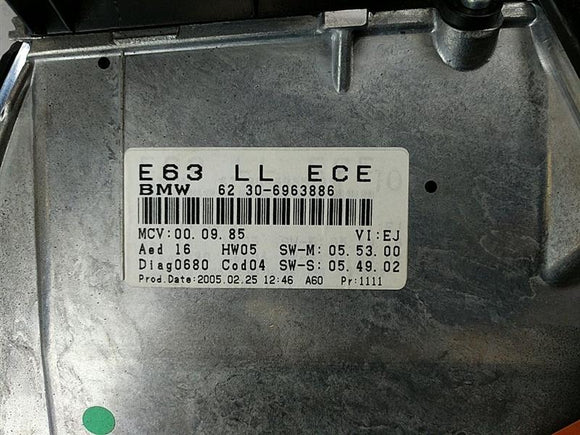 E63 LL ECE
BMW 62 30-6963886
MCV:00.09.85 VI:EJ
Aed 16 HW05 SW-M: 05.53.00
Diag0680 Cod04 SW-S: 05.49.02
Prod.Date:2005.02.25 12:46 A60 Pr:1111